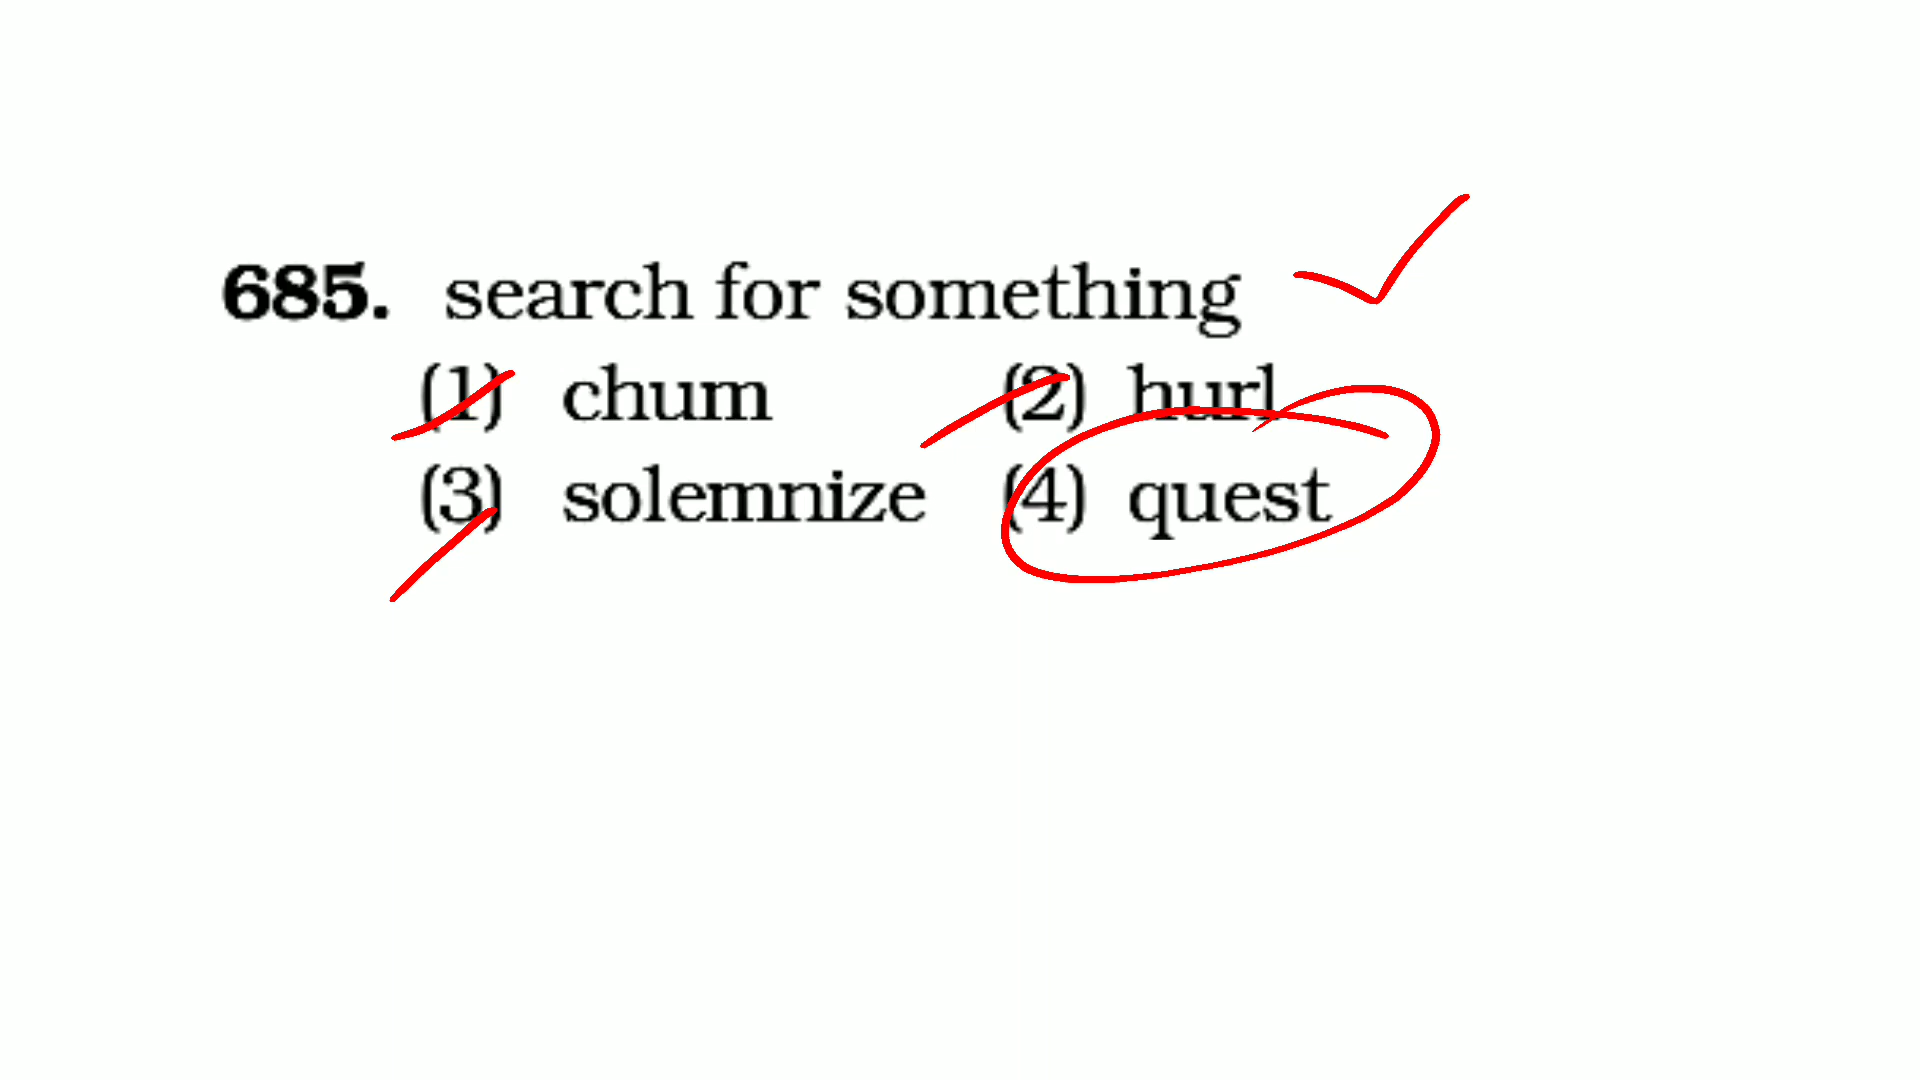 685. search for something
(1) chum (2) hurl
(3) solemnize (4) quest